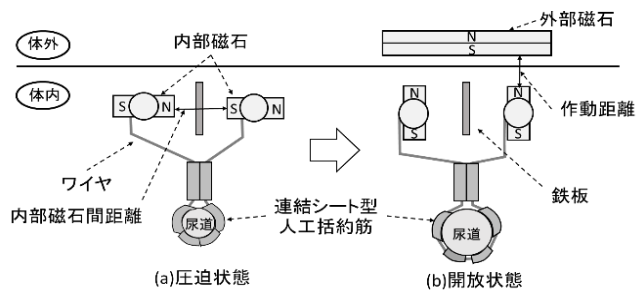 体外
体内
内部磁石
S
N
S
N
ワイヤ
内部磁石間距離
尿道
連結シート型
人工括約筋
(a)圧迫状態
外部磁石
N
S
N
S
N
S
作動距離
鉄板
尿道
(b)開放状態